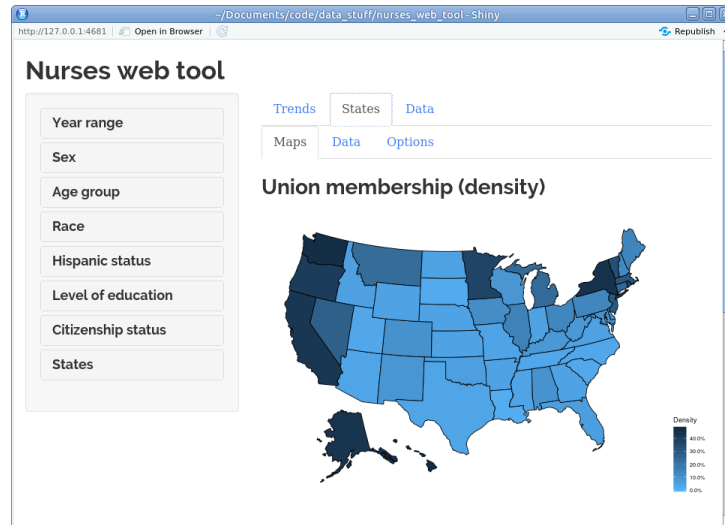 ~/Documents/code/data_stuff/nurses_web_tool - Shiny
http://127.0.0.1:4681 Open in Browser Republish
Nurses web tool
Year range
Sex
Age group
Race
Hispanic status
Level of education
Citizenship status
States
Trends States Data
Maps Data Options
Union membership (density)
Density
40.0%
30.0%
20.0%
10.0%
0.0%